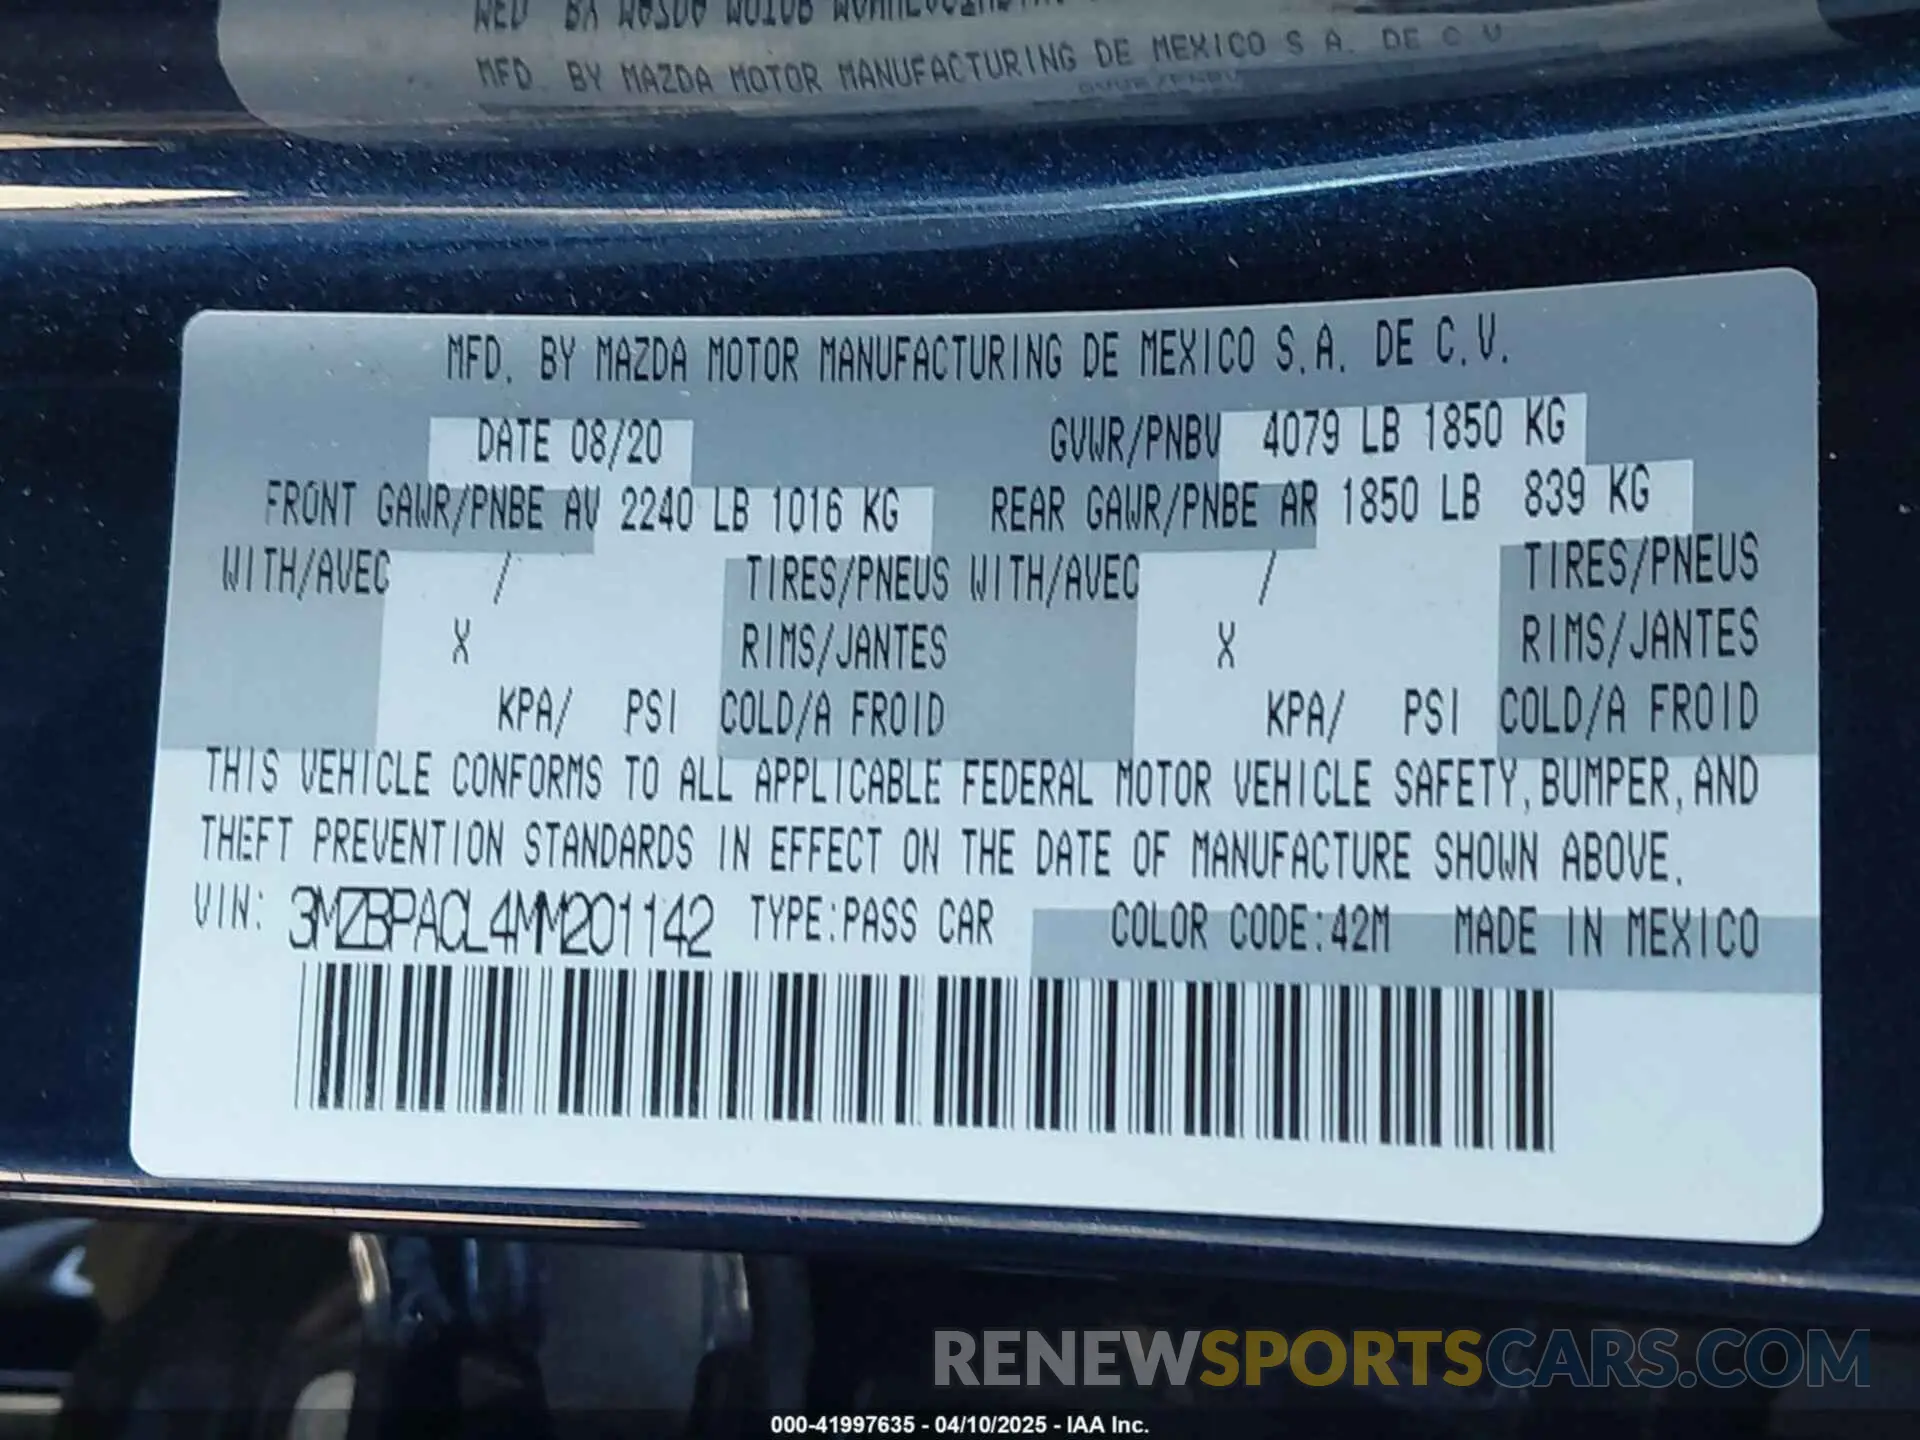 MFD. BY MAZDA MOTOR MANUFACTURING DE MEXICO S A. DE C V
MFD. BY MAZDA MOTOR MANUFACTURING DE MEXICO S.A. DE C.V.
DATE 08/20 GVWR/PNBV 4079 LB 1850 KG
FRONT GAWR/PNBE AV 2240 LB 1016 KG REAR GAWR/PNBE AR 1850 LB 839 KG
WITH/AVEC / TIRES/PNEUS WITH/AVEC / TIRES/PNEUS
X RIMS/JANTES X RIMS/JANTES
KPA/ PSI COLD/A FROID KPA/ PSI COLD/A FROID
THIS VEHICLE CONFORMS TO ALL APPLICABLE FEDERAL MOTOR VEHICLE SAFETY, BUMPER, AND
THEFT PREVENTION STANDARDS IN EFFECT ON THE DATE OF MANUFACTURE SHOWN ABOVE.
VIN: 3MZBPACL4MM201142 TYPE:PASS CAR COLOR CODE:42M MADE IN MEXICO
RENEWSPORTSCARS.COM
000-41997635 - 04/10/2025 - IAA Inc.